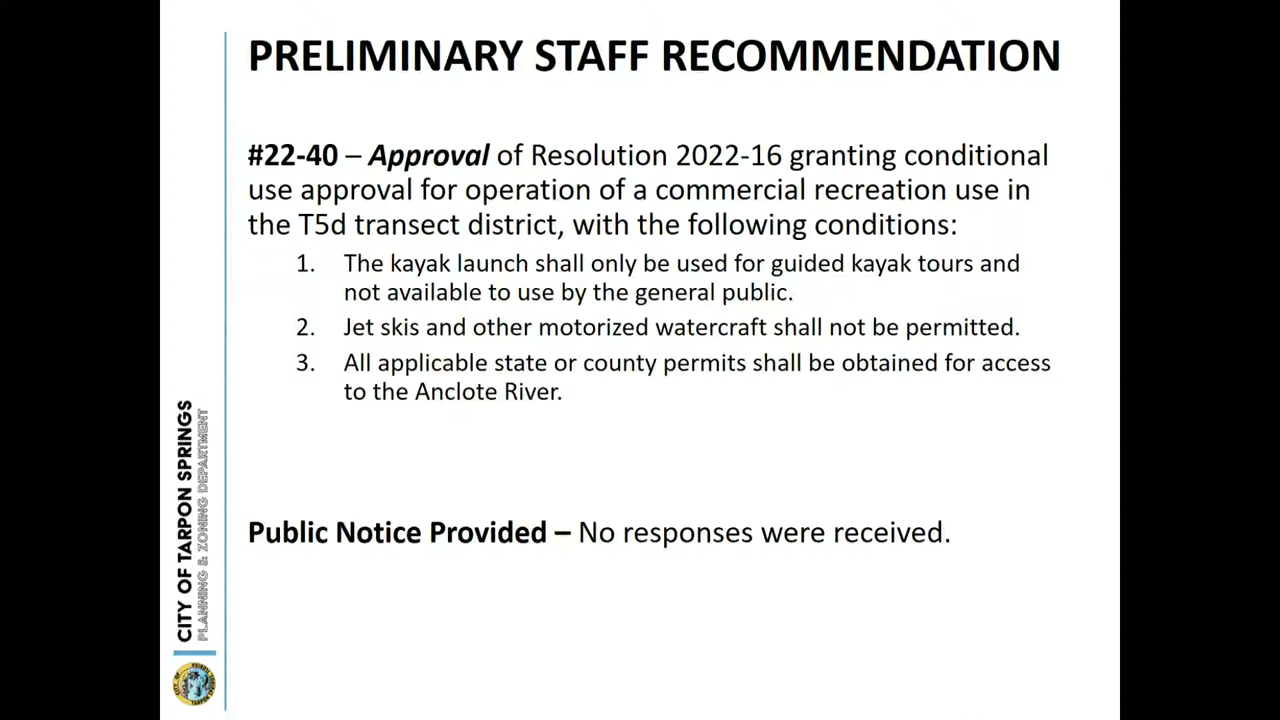 PRELIMINARY STAFF RECOMMENDATION
#22-40 – Approval of Resolution 2022-16 granting conditional
use approval for operation of a commercial recreation use in
the T5d transect district, with the following conditions:
1. The kayak launch shall only be used for guided kayak tours and
not available to use by the general public.
2. Jet skis and other motorized watercraft shall not be permitted.
3. All applicable state or county permits shall be obtained for access
to the Anclote River.
Public Notice Provided – No responses were received.
CITY OF TARPON SPRINGS
PLANNING & ZONING DEPARTMENT